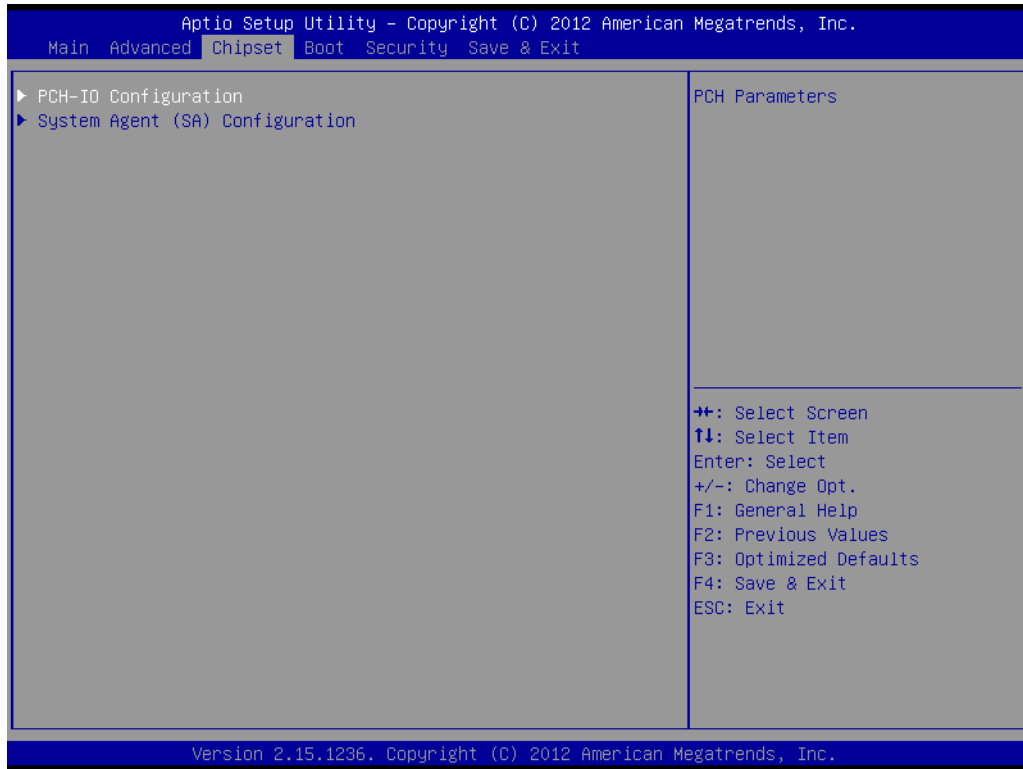 Aptio Setup Utility – Copyright (C) 2012 American Megatrends, Inc.
Main Advanced Chipset Boot Security Save & Exit
▶ PCH-IO Configuration
▶ System Agent (SA) Configuration
PCH Parameters
→←: Select Screen
↑↓: Select Item
Enter: Select
+/-: Change Opt.
F1: General Help
F2: Previous Values
F3: Optimized Defaults
F4: Save & Exit
ESC: Exit
Version 2.15.1236. Copyright (C) 2012 American Megatrends, Inc.